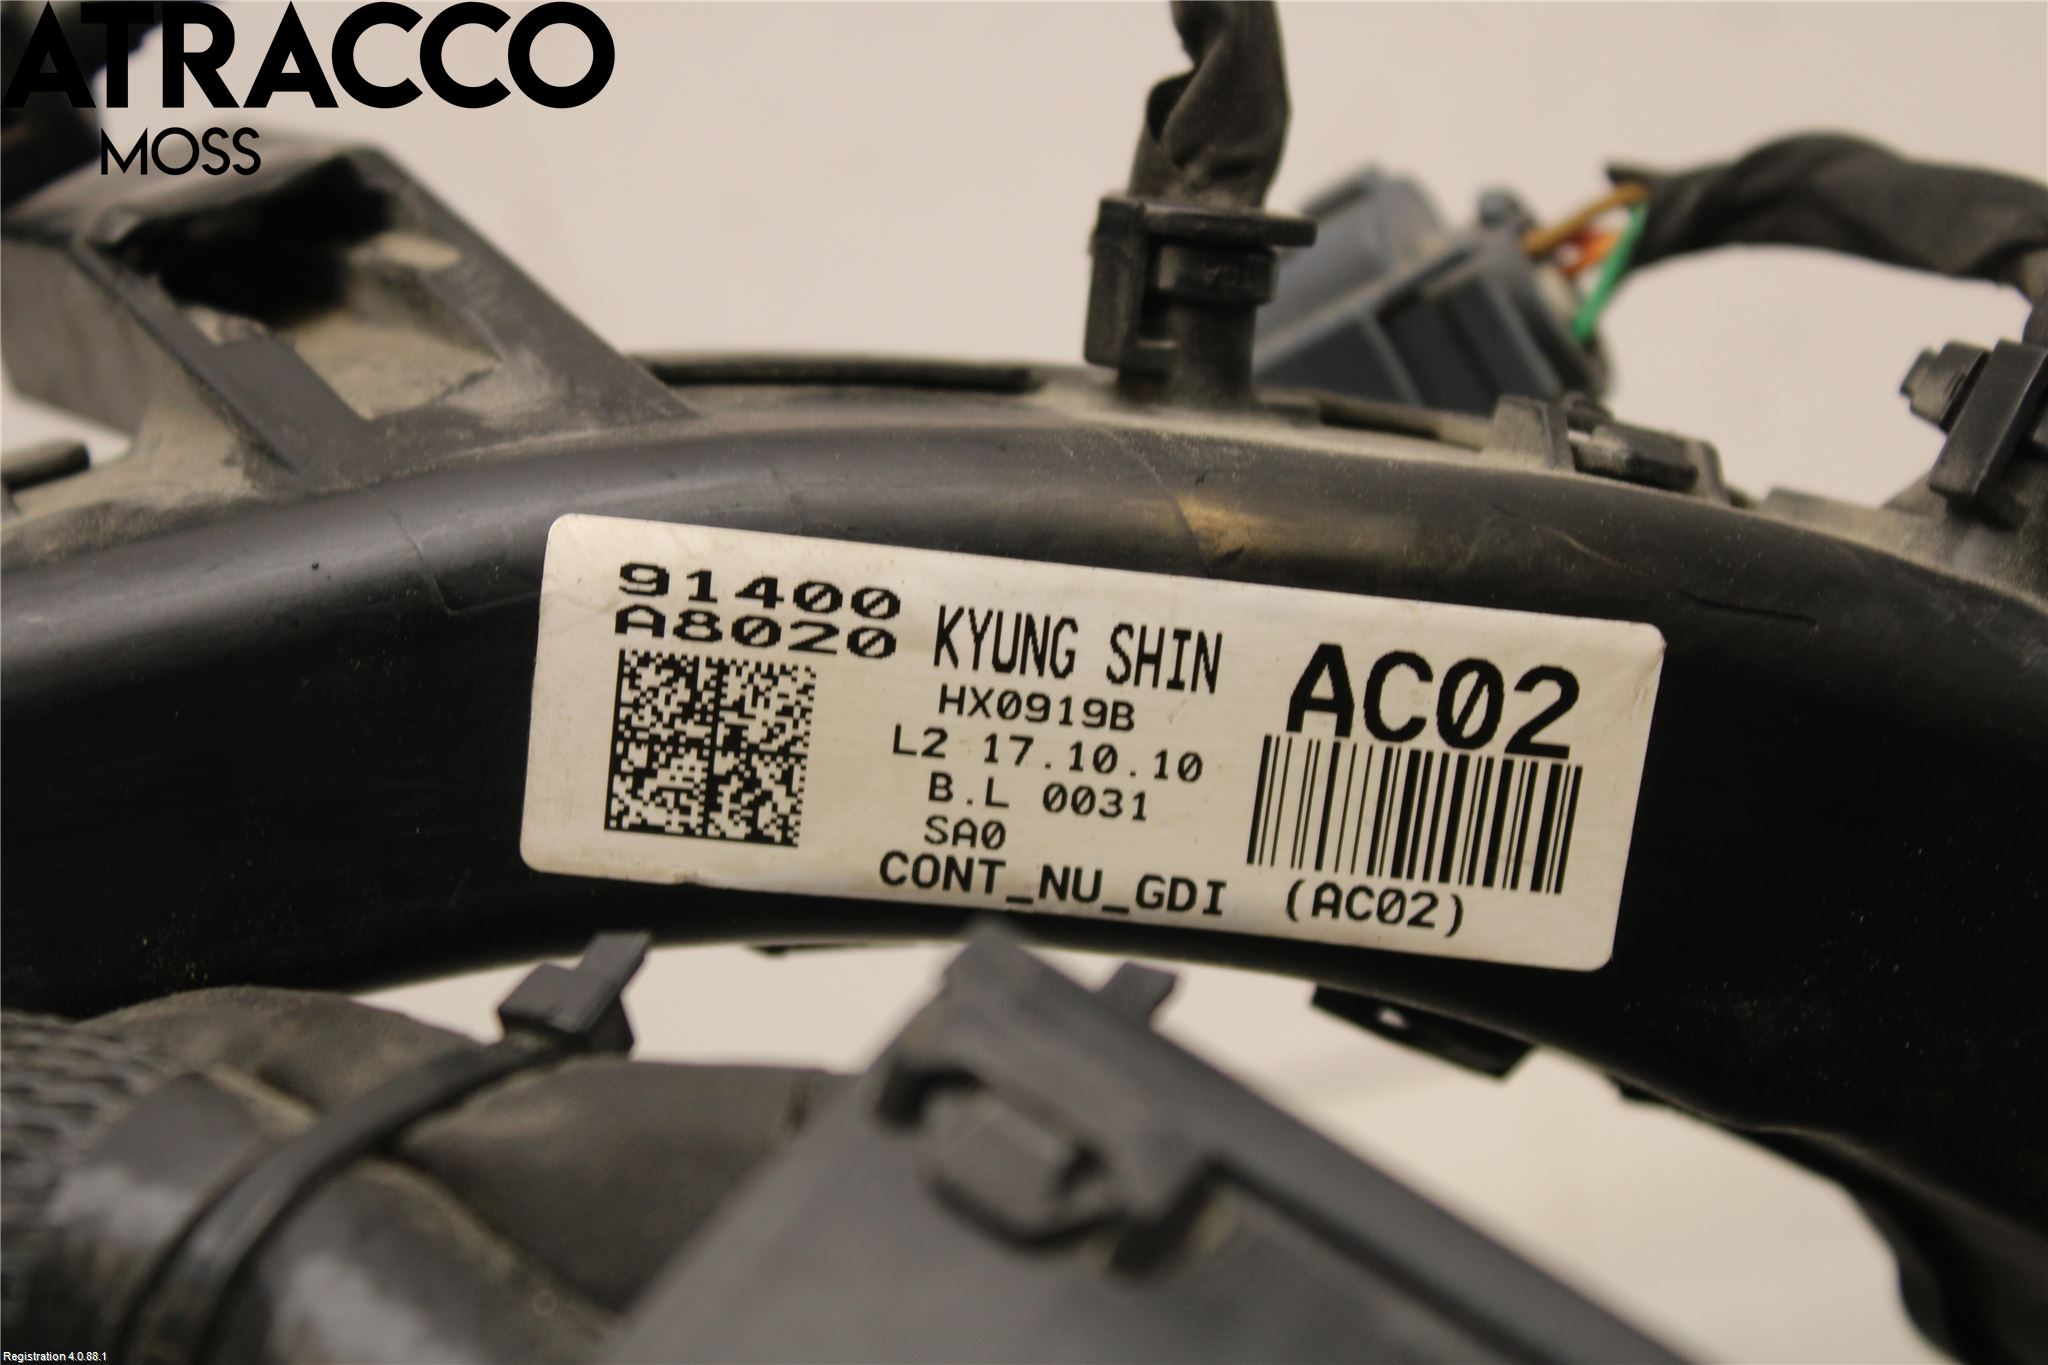 ATRACCO
MOSS
91400
A8020
KYUNG SHIN
HX0919B
L2 17.10.10
B.L 0031
SA0
CONT_NU_GDI (AC02)
AC02
Registration 4.0.88.1